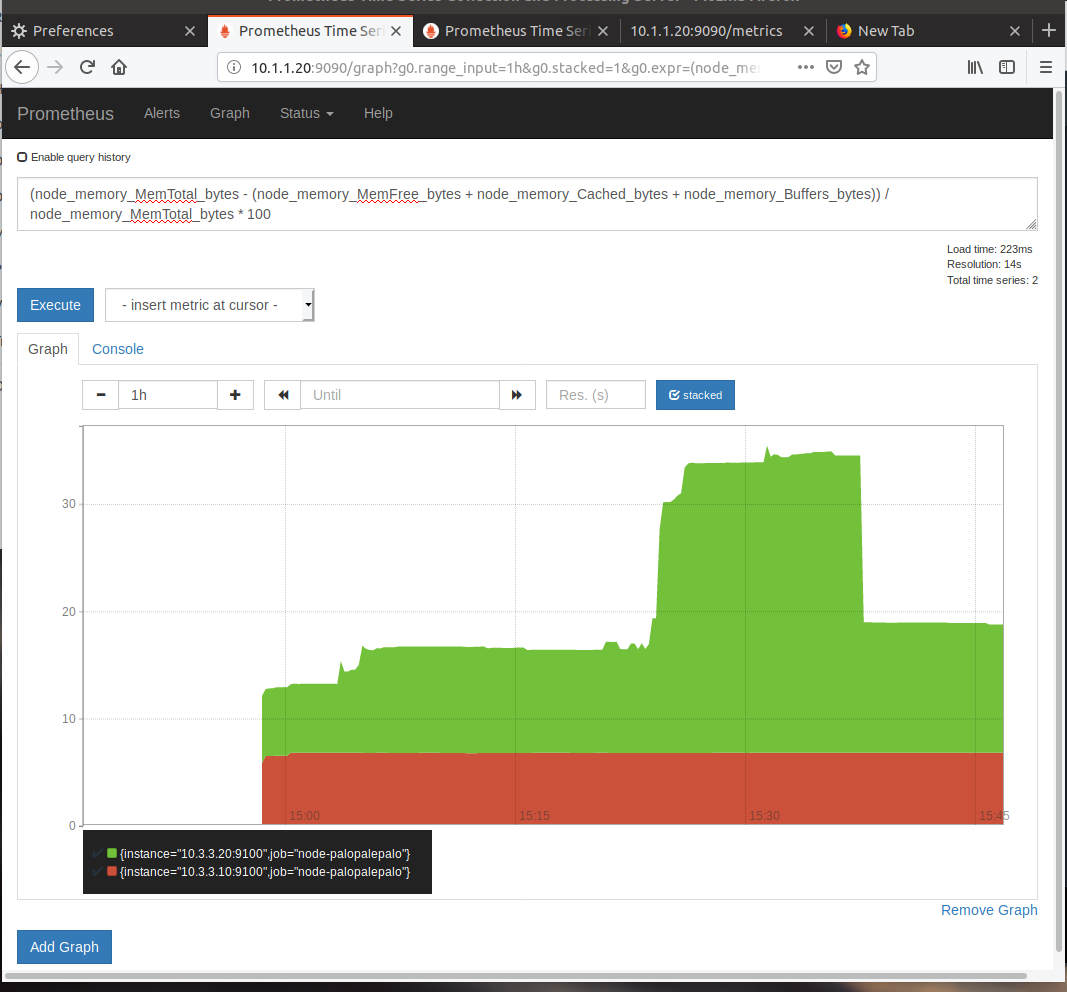 Preferences
Prometheus Time Seri
Prometheus Time Seri
10.1.1.20:9090/metrics
New Tab
10.1.1.20:9090/graph?g0.range_input=1h&g0.stacked=1&g0.expr=(node_me
Prometheus Alerts Graph Status Help
Enable query history
(node_memory_MemTotal_bytes - (node_memory_MemFree_bytes + node_memory_Cached_bytes + node_memory_Buffers_bytes)) /
node_memory_MemTotal_bytes * 100
Load time: 223ms
Resolution: 14s
Total time series: 2
Execute
- insert metric at cursor -
Graph Console
1h
Until
Res. (s)
stacked
30
20
10
0
15:00
15:15
15:30
15:45
{instance="10.3.3.20:9100",job="node-palopalepalo"}
{instance="10.3.3.10:9100",job="node-palopalepalo"}
Remove Graph
Add Graph